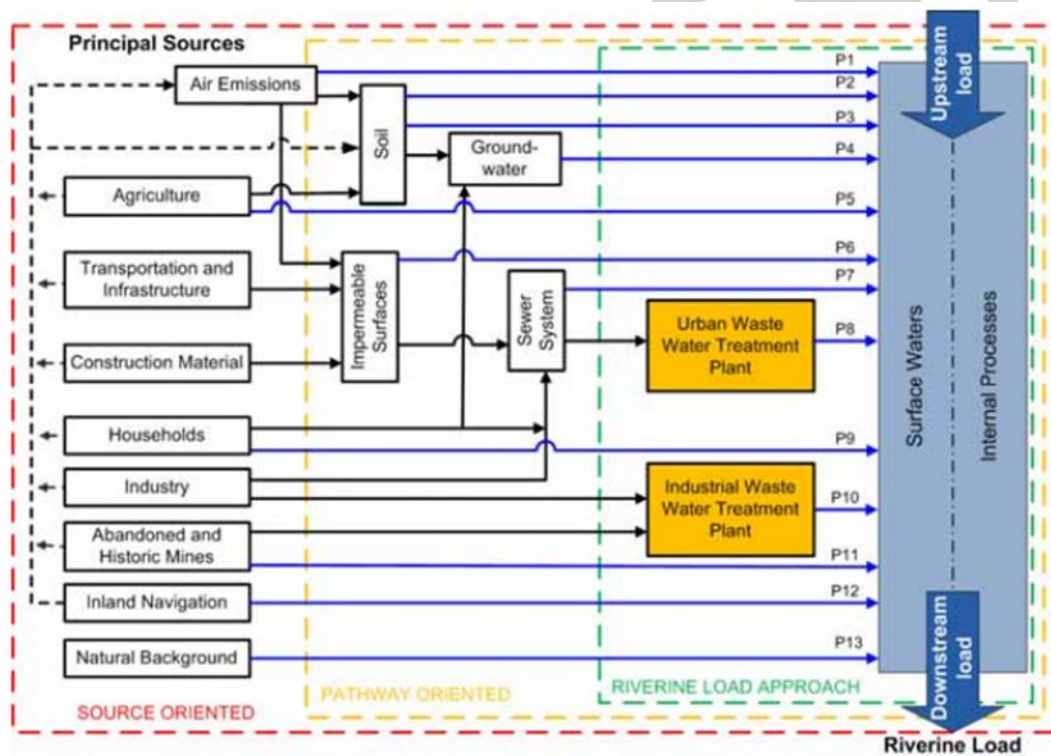 Principal Sources
Air Emissions
Soil
Ground-
water
Agriculture
Transportation and
Infrastructure
Impermeable
Surfaces
Sewer
System
Construction Material
Urban Waste
Water Treatment
Plant
Households
Industry
Industrial Waste
Water Treatment
Plant
Abandoned and
Historic Mines
Inland Navigation
Natural Background
P1
P2
P3
P4
P5
P6
P7
P8
P9
P10
P11
P12
P13
Upstream
load
Surface Waters
Internal Processes
Downstream
load
SOURCE ORIENTED
PATHWAY ORIENTED
RIVERINE LOAD APPROACH
Riverine Load